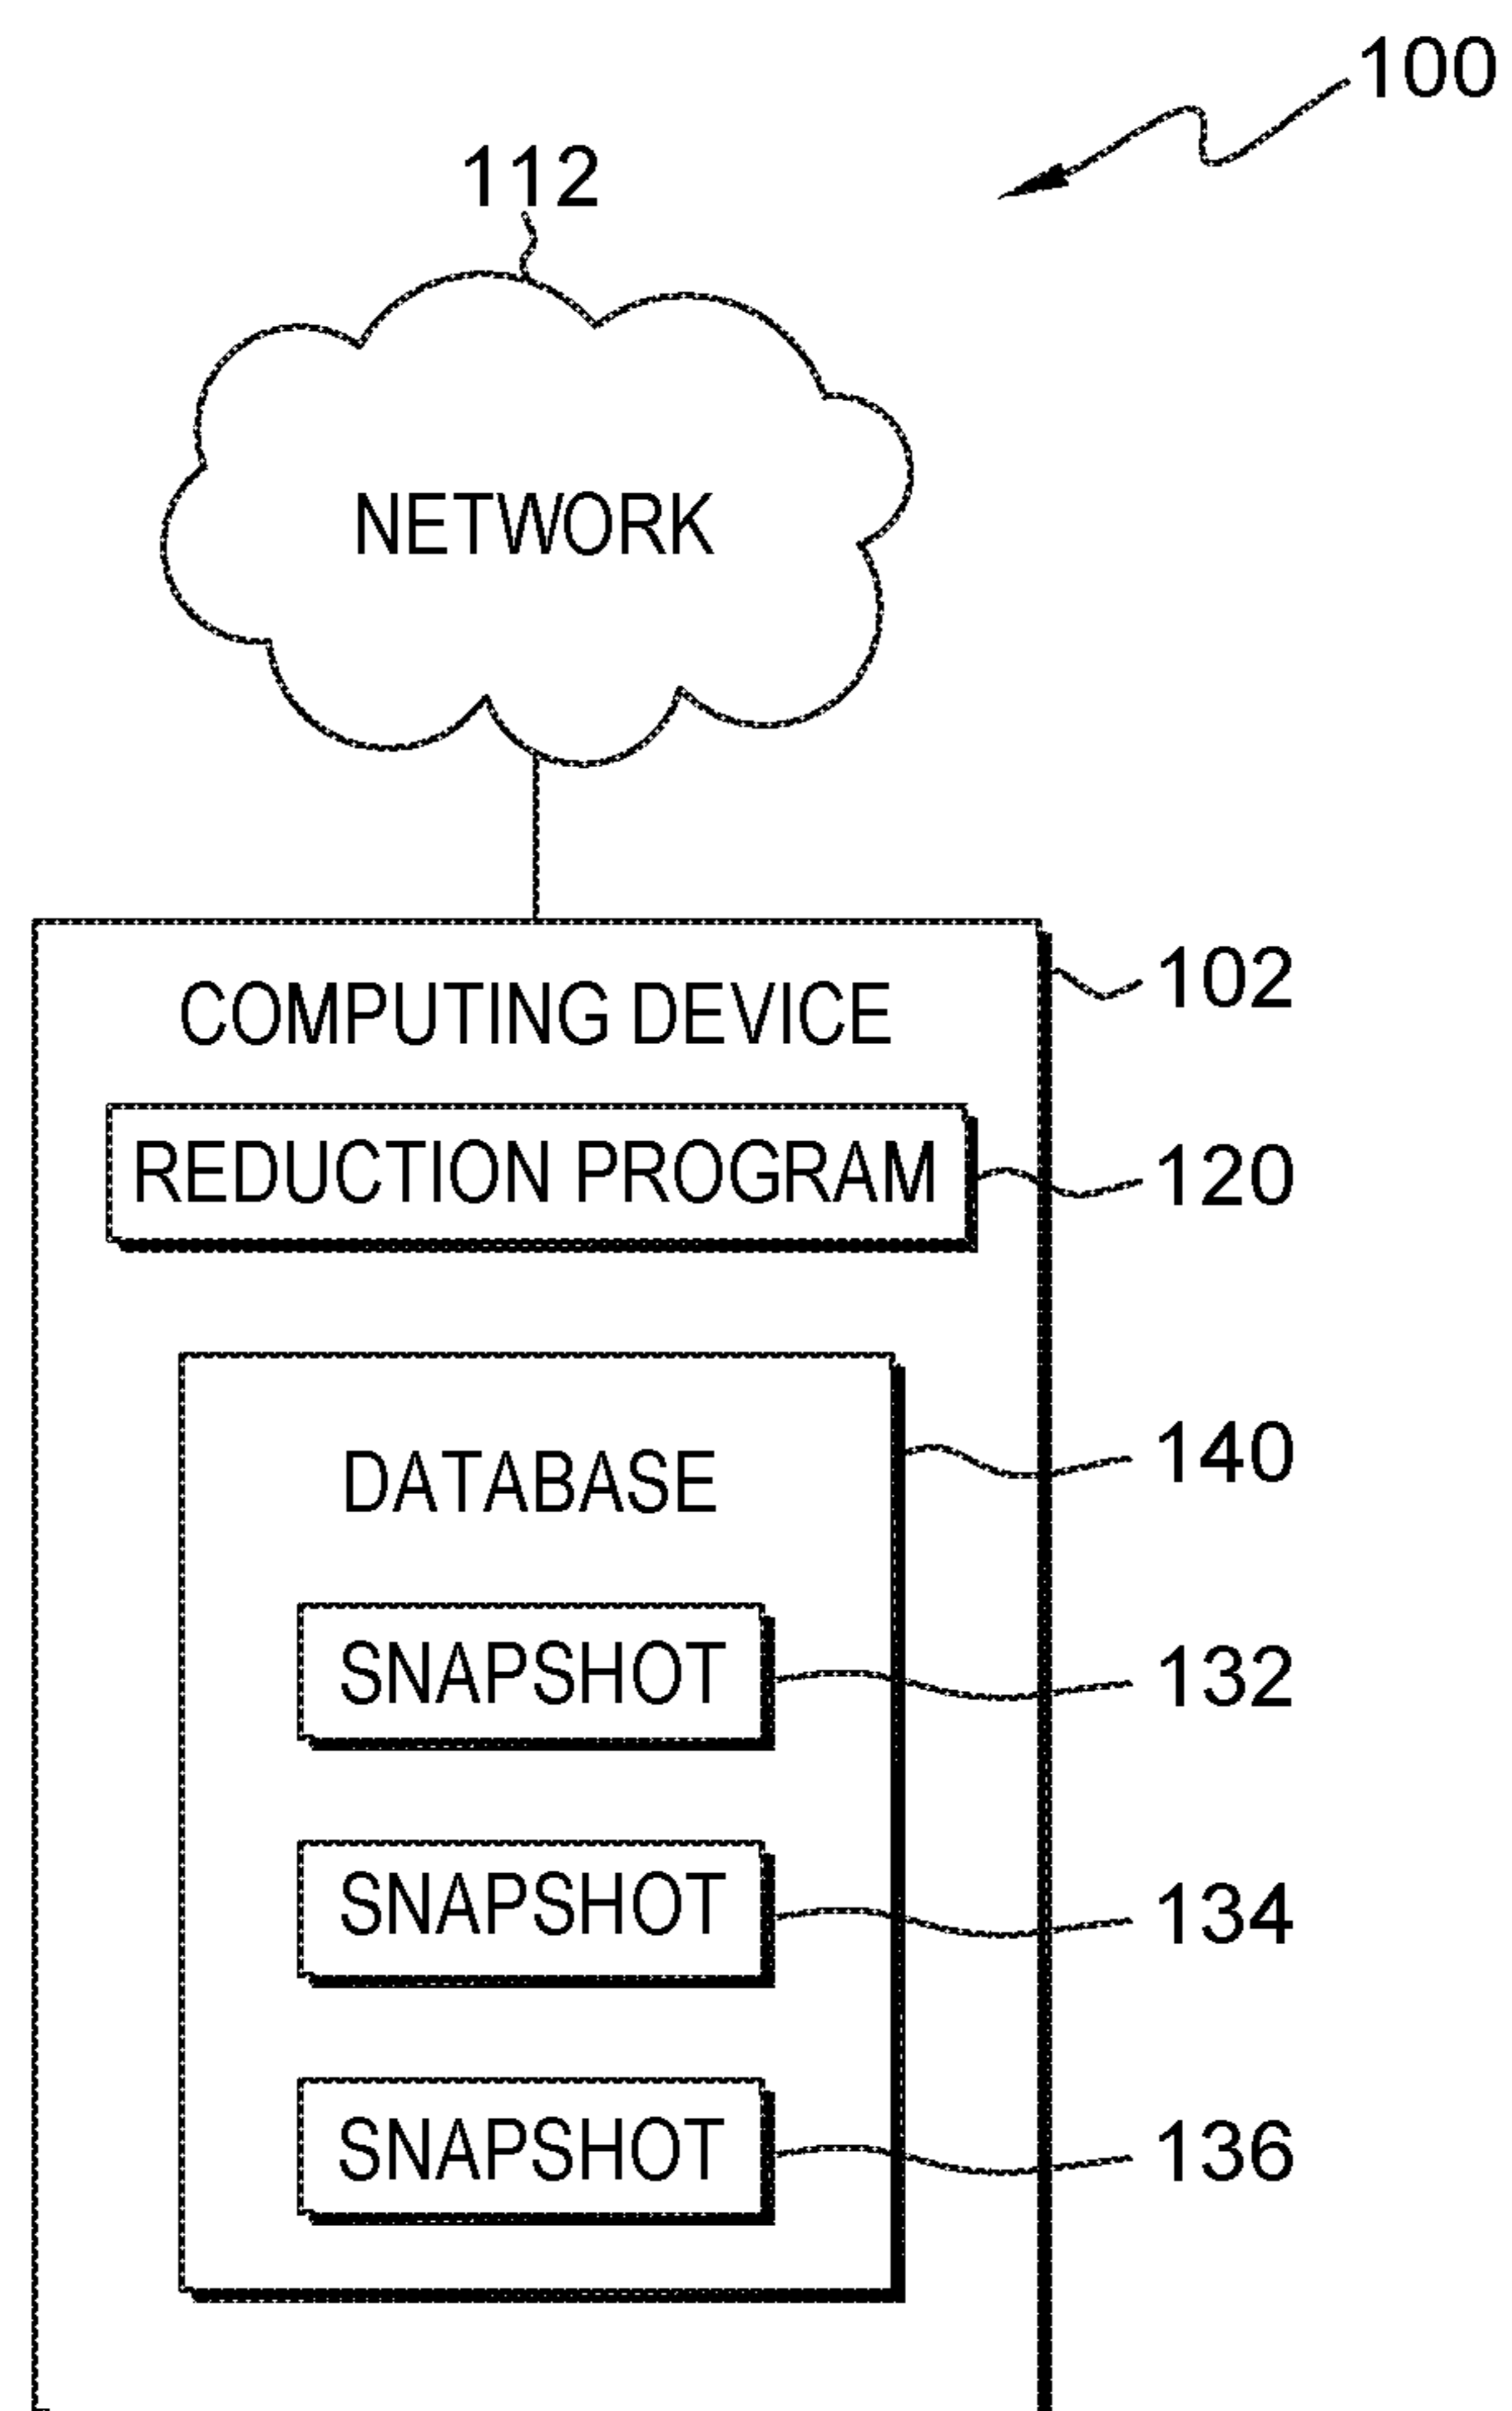 100
112
NETWORK
COMPUTING DEVICE
102
REDUCTION PROGRAM
120
DATABASE
140
SNAPSHOT
132
SNAPSHOT
134
SNAPSHOT
136